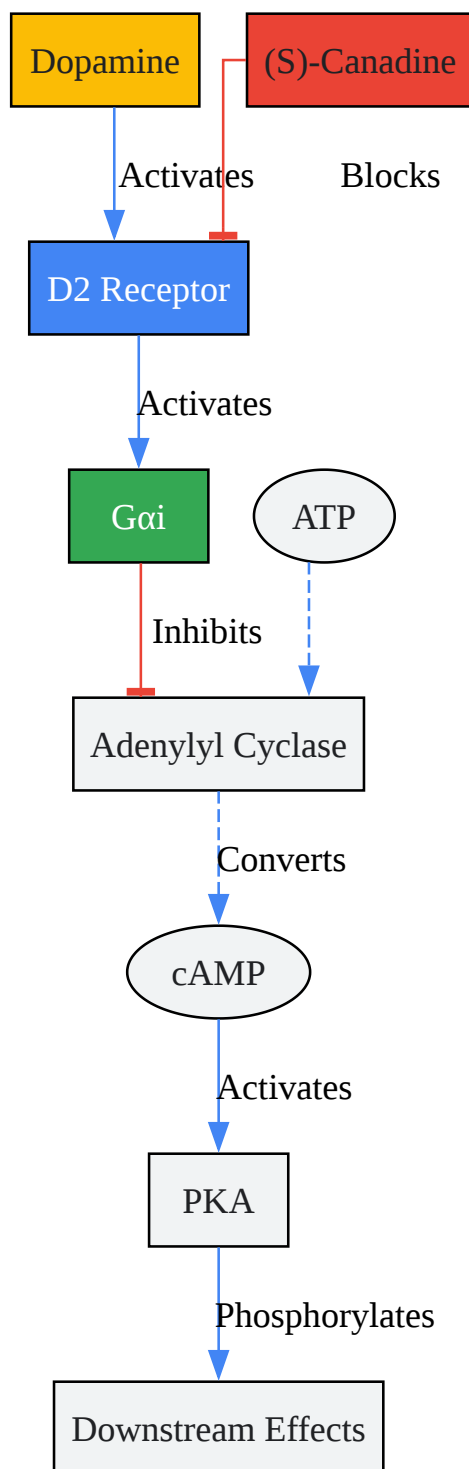 Dopamine
(S)-Canadine
Activates
Blocks
D2 Receptor
Activates
Gαi
ATP
Inhibits
Adenylyl Cyclase
Converts
cAMP
Activates
PKA
Phosphorylates
Downstream Effects